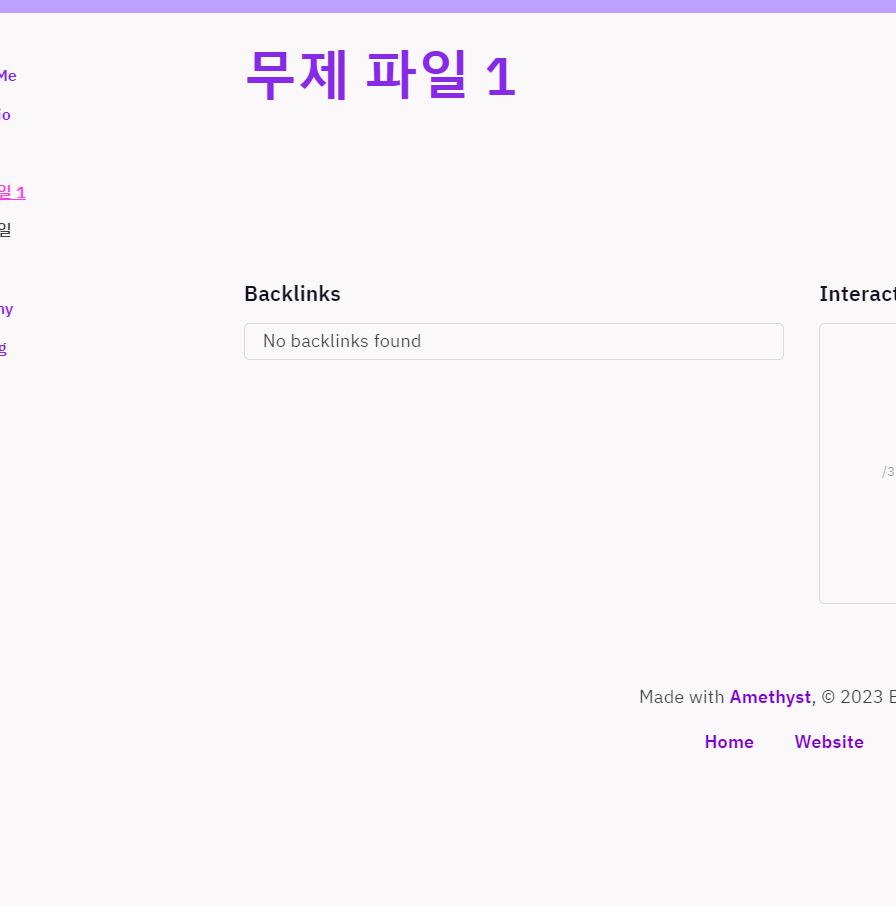 Me
io
무제 파일 1
일 1
일
ny
g
Backlinks
No backlinks found
Interact
/3
Made with Amethyst, © 2023 E
Home Website